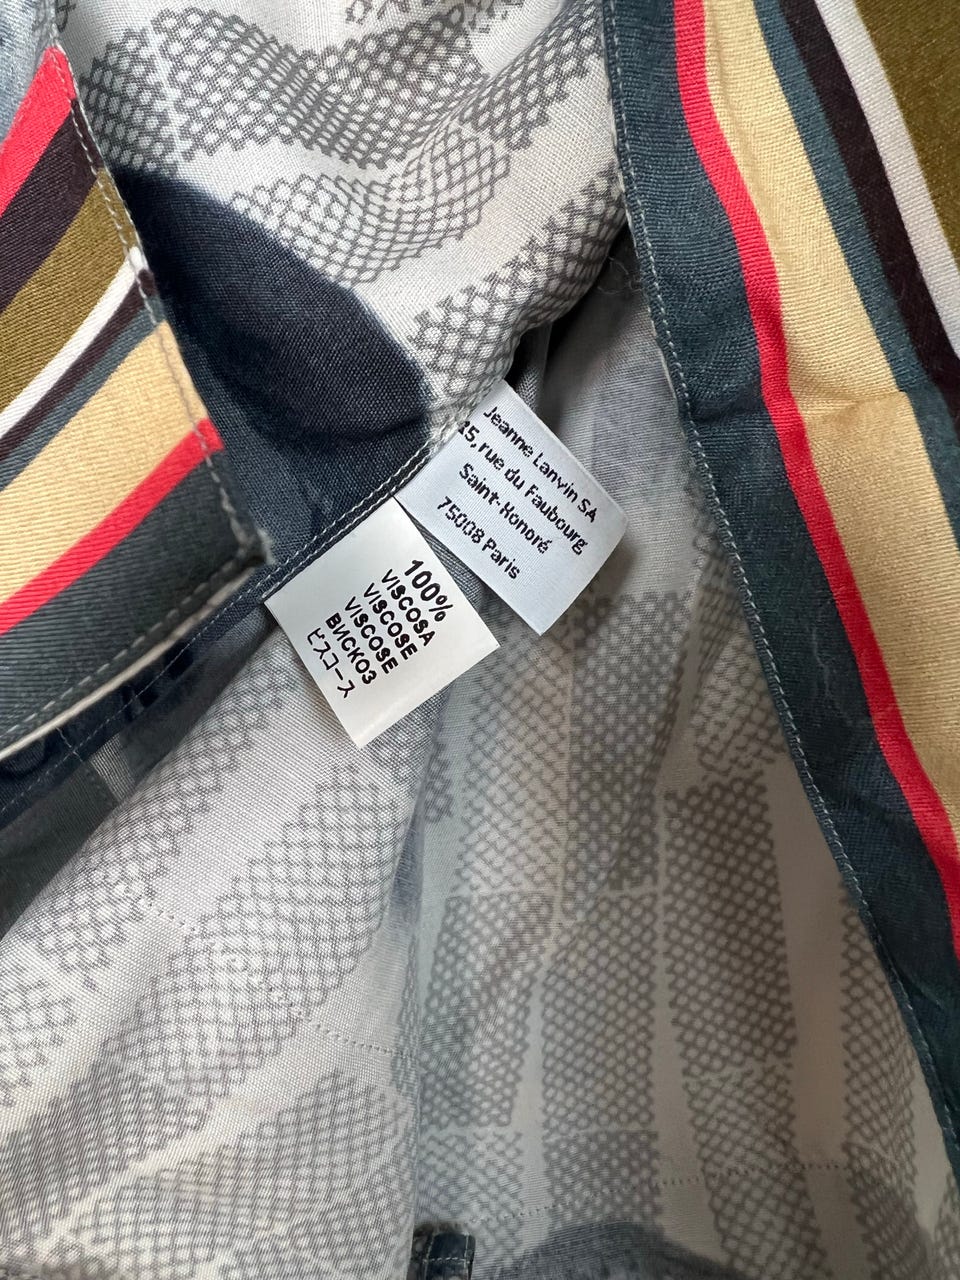 Jeanne Lanvin SA
15, rue du Faubourg
Saint-Honoré
75008 Paris
100%
VISCOSA
VISCOSE
VISCOSE
ВИСКОЗ
ビスコース